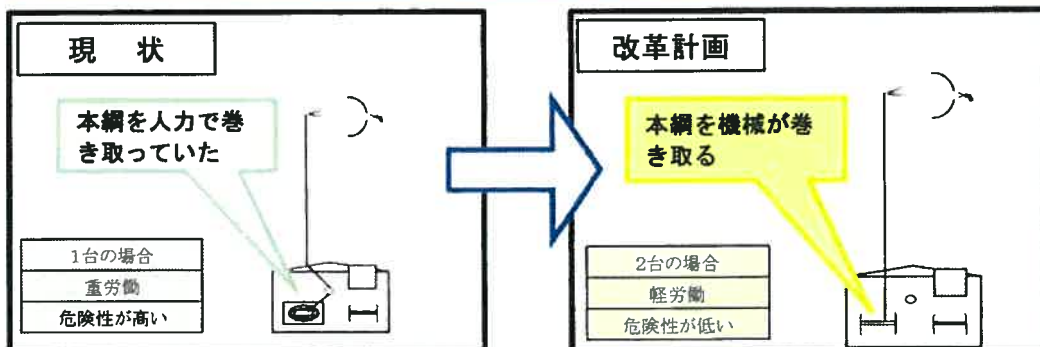 現 状
本綱を人力で巻
き取っていた
1台の場合
重労働
危険性が高い
改革計画
本綱を機械が巻
き取る
2台の場合
軽労働
危険性が低い